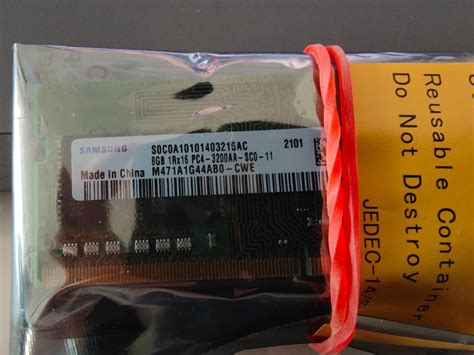 SAMSUNG
S0C0A10101403215AC 2101
8GB 1Rx16 PC4-3200AA-SC0-11
Made In China M471A1G44AB0-CWE
Reusable Container
Do Not Destroy
JEDEC-14